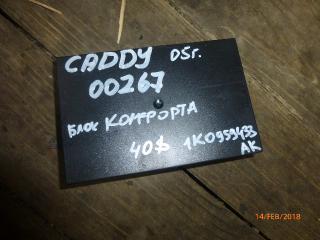 CADDY 05г.
00267
БЛОК КОМФОРТА
40$ 1K0959433
AK
14/FEB/2018